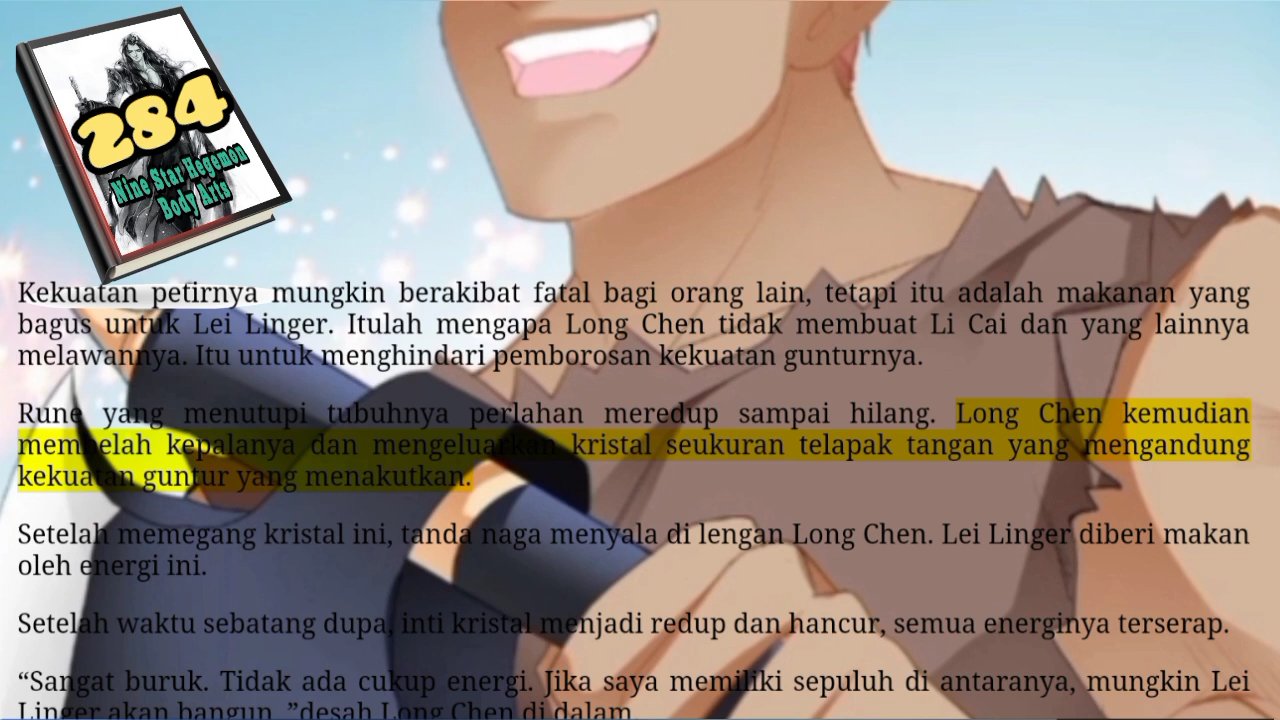 284
Nine Star Hegemon
Body Arts
Kekuatan petirnya mungkin berakibat fatal bagi orang lain, tetapi itu adalah makanan yang
bagus untuk Lei Linger. Itulah mengapa Long Chen tidak membuat Li Cai dan yang lainnya
melawannya. Itu untuk menghindari pemborosan kekuatan gunturnya.
Rune yang menutupi tubuhnya perlahan meredup sampai hilang. Long Chen kemudian
membelah kepalanya dan mengeluarkan kristal seukuran telapak tangan yang mengandung
kekuatan guntur yang menakutkan.
Setelah memegang kristal ini, tanda naga menyala di lengan Long Chen. Lei Linger diberi makan
oleh energi ini.
Setelah waktu sebatang dupa, inti kristal menjadi redup dan hancur, semua energinya terserap.
“Sangat buruk. Tidak ada cukup energi. Jika saya memiliki sepuluh di antaranya, mungkin Lei
Linger akan bangun, ”desah Long Chen di dalam